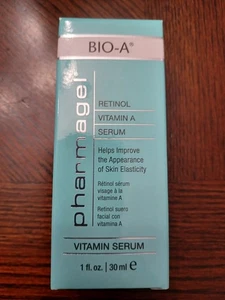 BIO-A®
pharmagel®
RETINOL
VITAMIN A
SERUM
Helps Improve
the Appearance
of Skin Elasticity
Rétinol sérum
visage à la
vitamine A
Retinol suero
facial con
vitamina A
VITAMIN SERUM
1 fl. oz. | 30 ml e